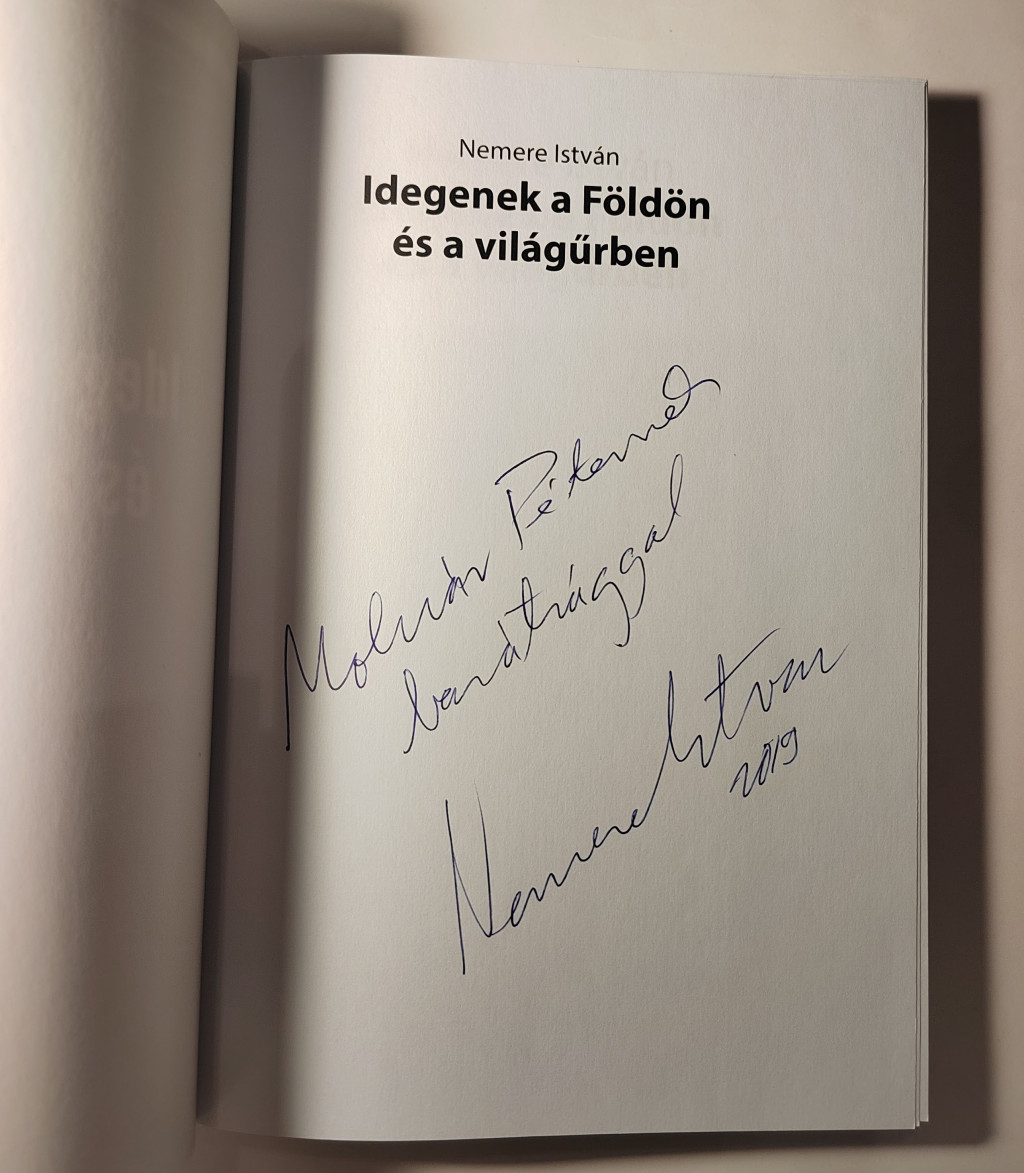 Nemere István
Idegenek a Földön
és a világűrben
Molnár Péternek
barátsággal
Nemere István
2019